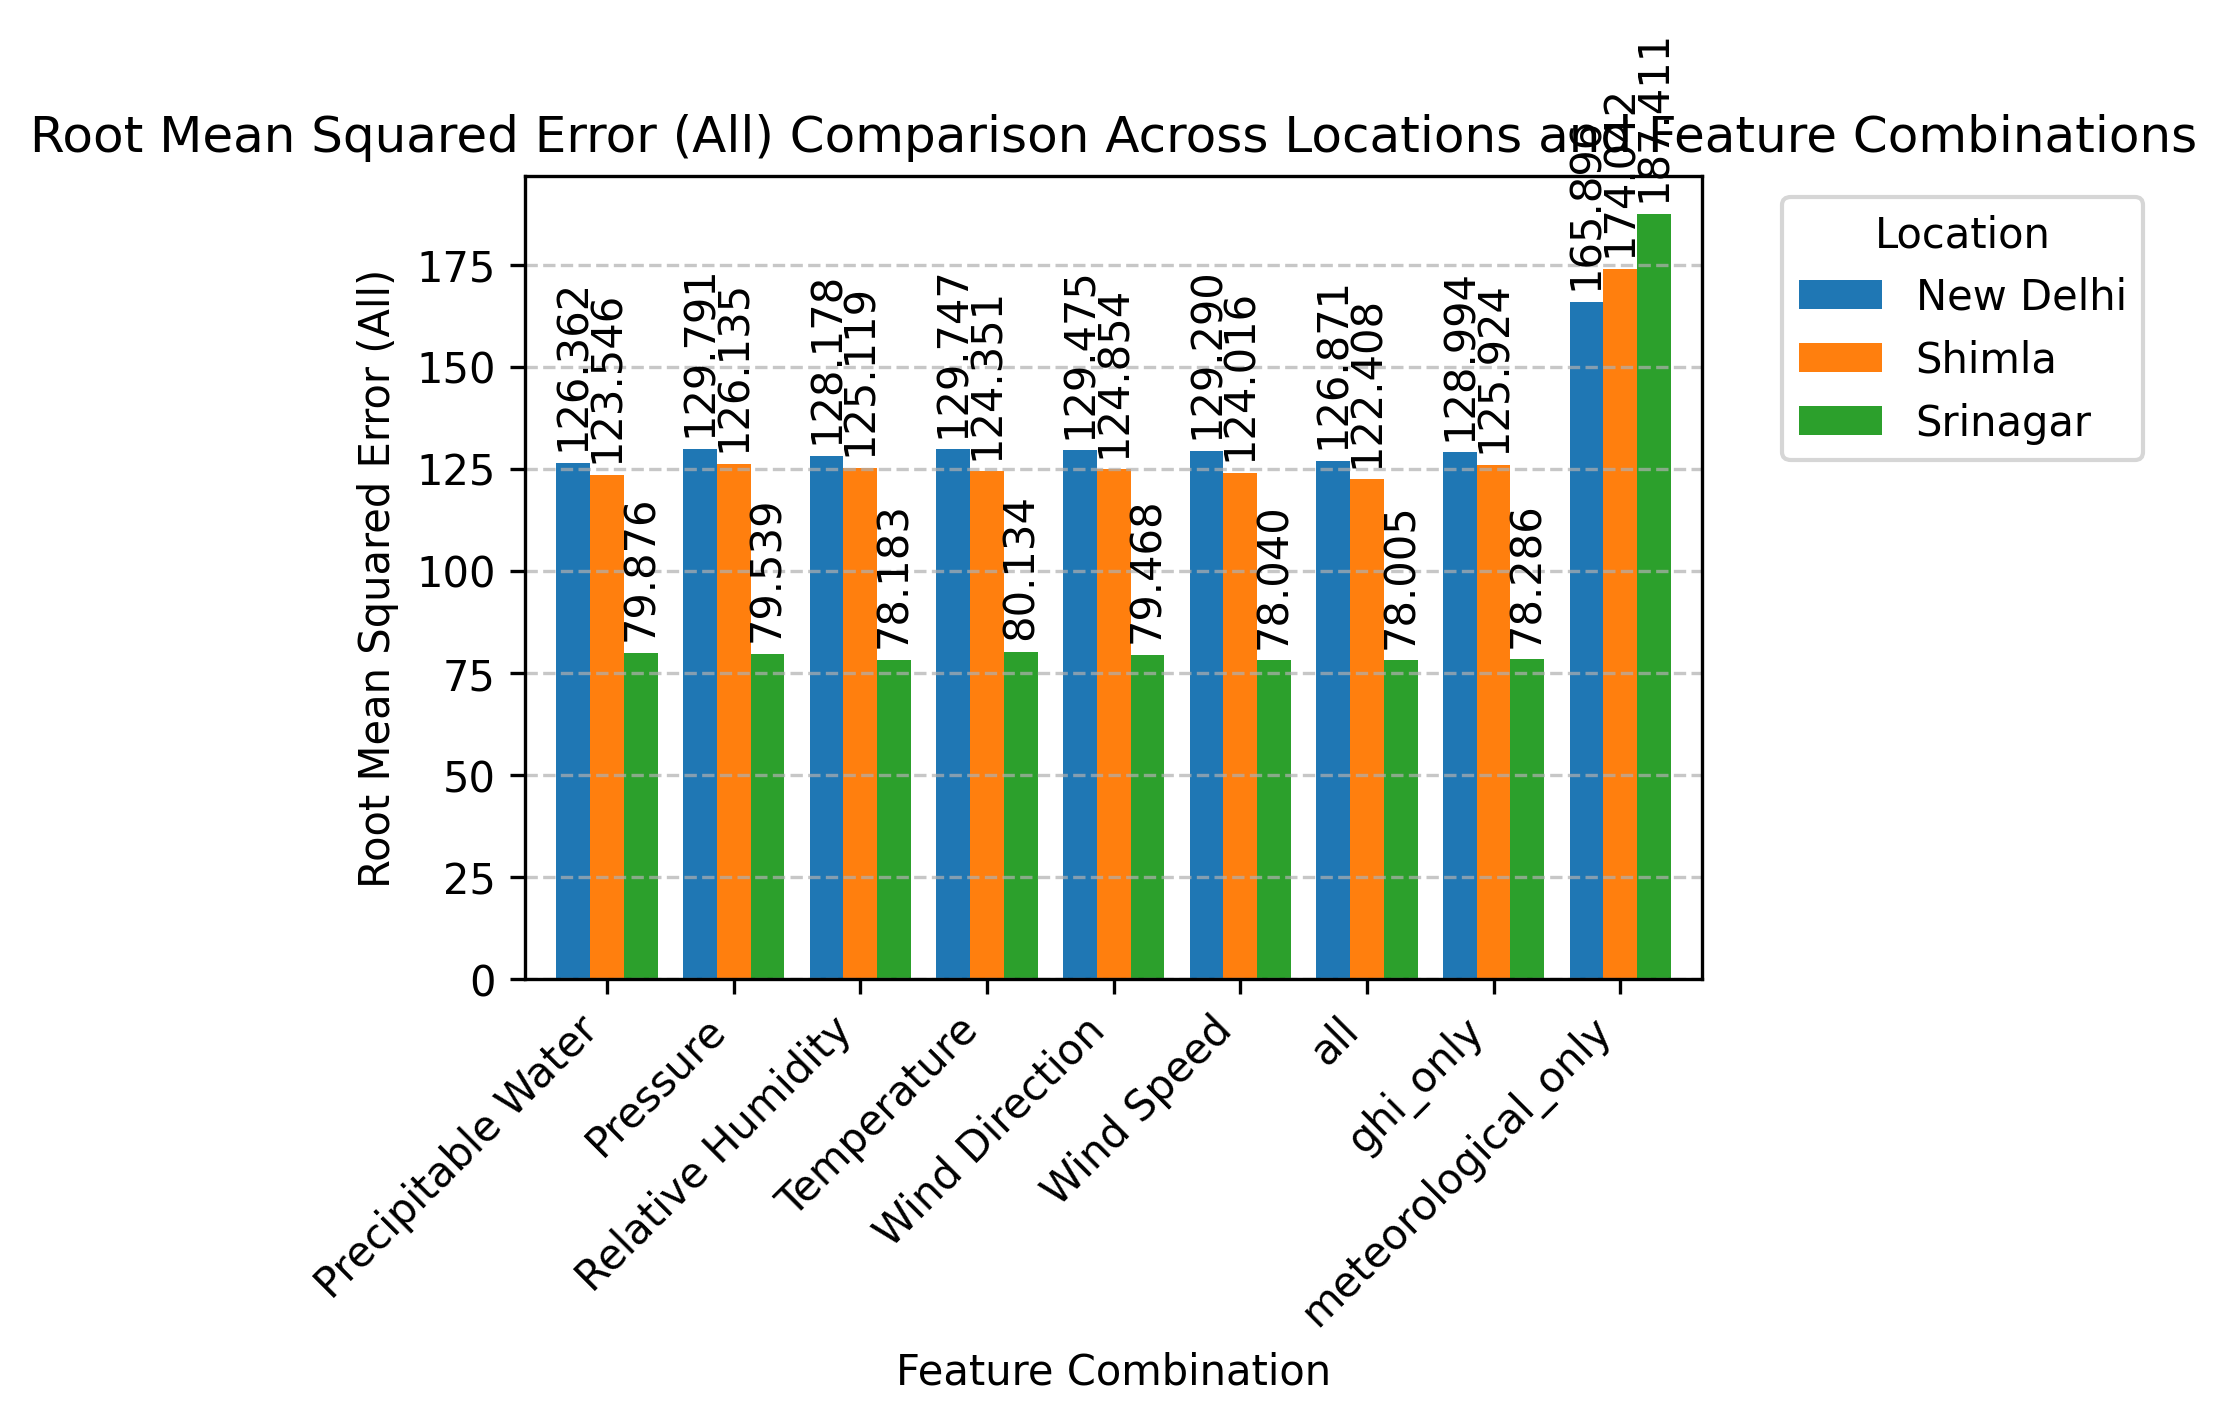 Root Mean Squared Error (All) Comparison Across Locations and Feature Combinations
Root Mean Squared Error (All)
175
150
125
100
75
50
25
0
126.362
123.546
79.876
129.791
126.135
79.539
128.178
125.119
78.183
129.747
124.351
80.134
129.475
124.854
79.468
129.290
124.016
78.040
126.871
122.408
78.005
128.994
125.924
78.286
174.042
187.411
Precipitable Water
Pressure
Relative Humidity
Temperature
Wind Direction
Wind Speed
all
ghi_only
meteorological_only
Feature Combination
Location
New Delhi
Shimla
Srinagar